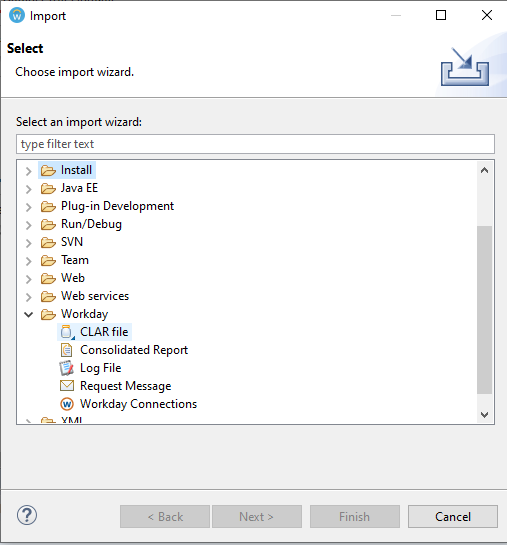 Import
Select
Choose import wizard.
Select an import wizard:
type filter text
Install
Java EE
Plug-in Development
Run/Debug
SVN
Team
Web
Web services
Workday
CLAR file
Consolidated Report
Log File
Request Message
Workday Connections
XML
< Back
Next >
Finish
Cancel